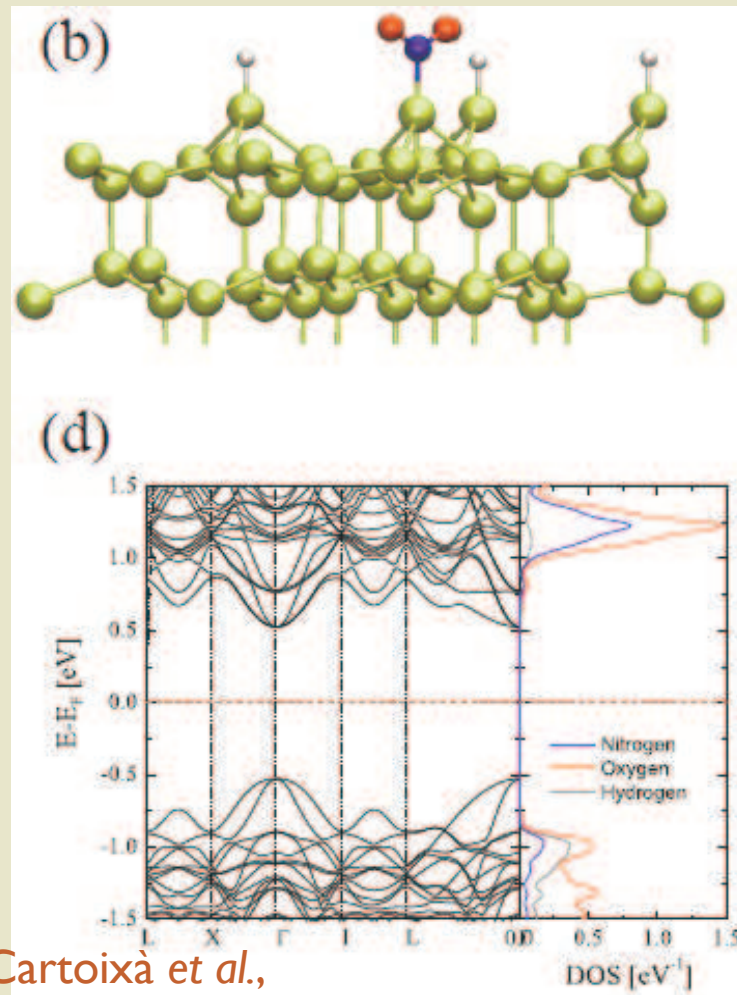 (b)
(d)
1.5
1.0
0.5
0.0
-0.5
-1.0
-1.5
E-E_F [eV]
Nitrogen
Oxygen
Hydrogen
X Γ L
0.5 1.0 1.5
DOS [eV⁻¹]
Cartoixà et al.,